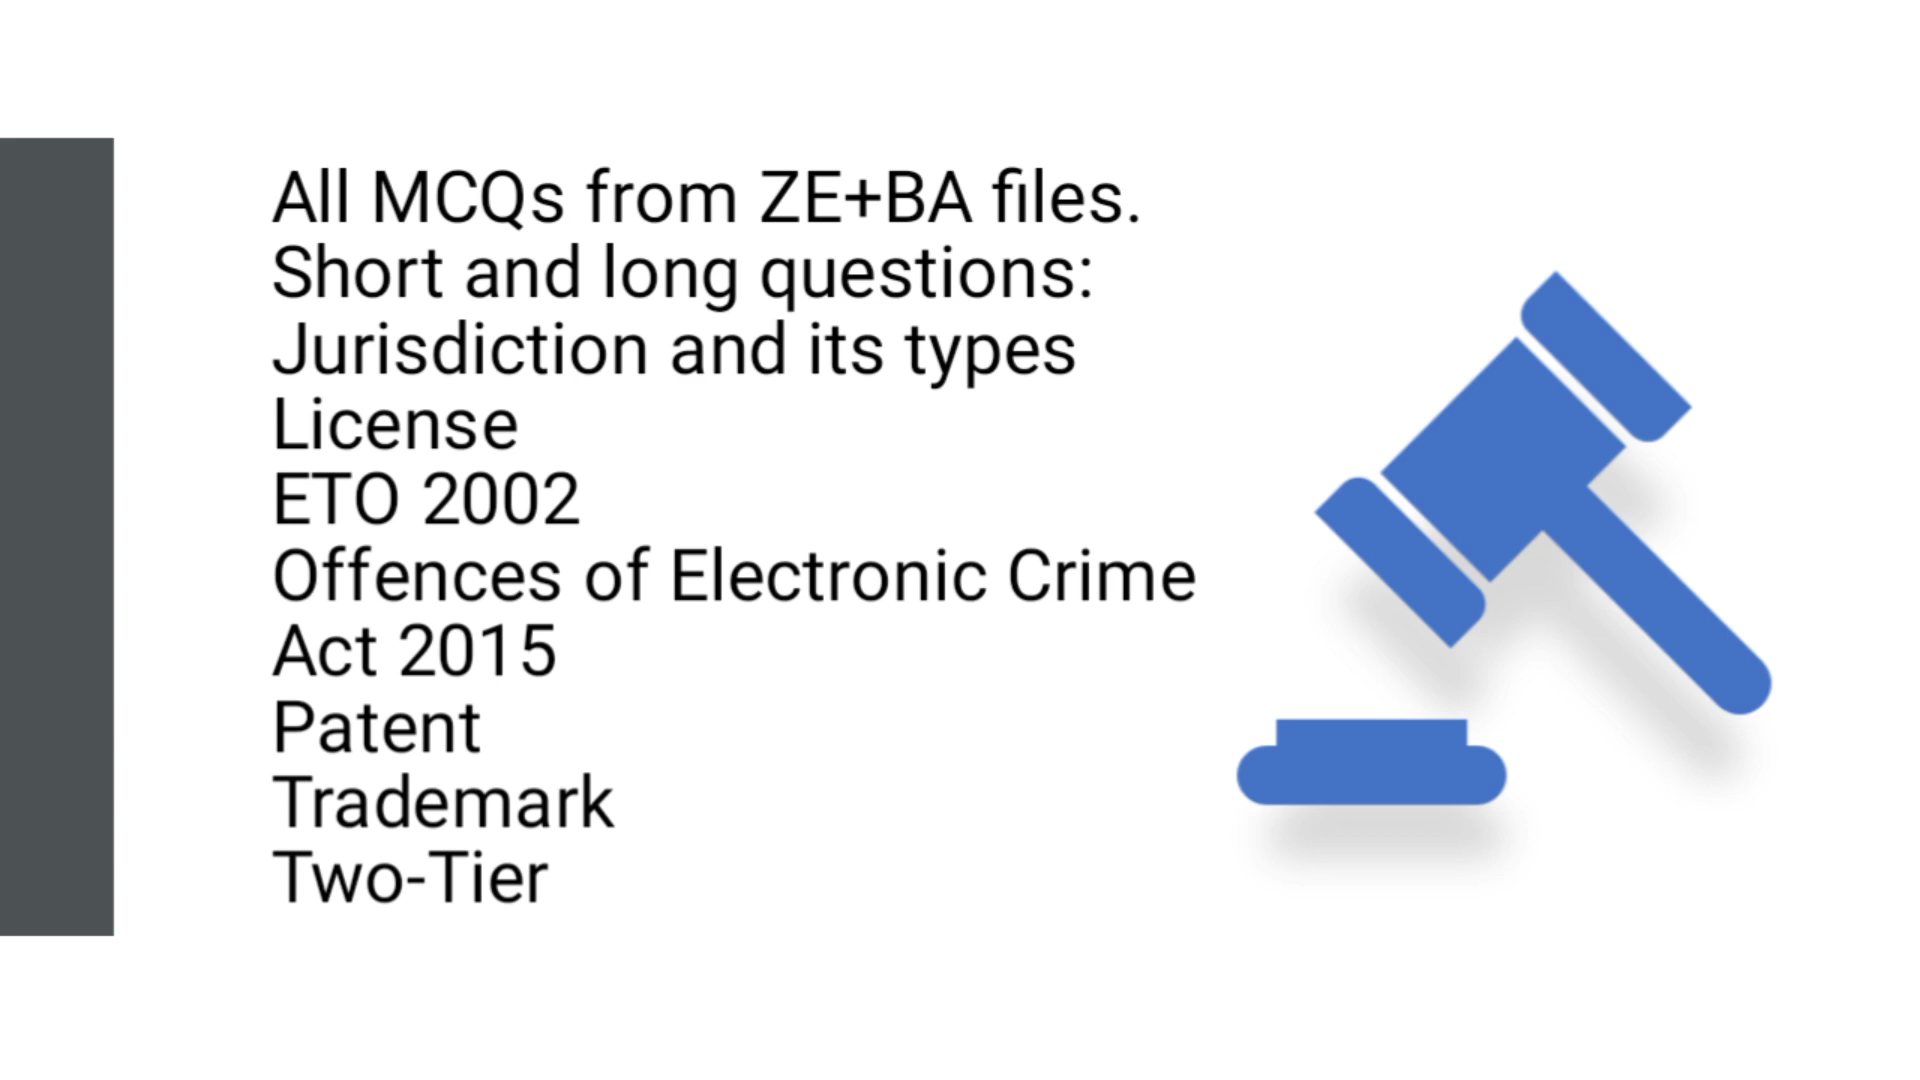 All MCQs from ZE+BA files.
Short and long questions:
Jurisdiction and its types
License
ETO 2002
Offences of Electronic Crime
Act 2015
Patent
Trademark
Two-Tier